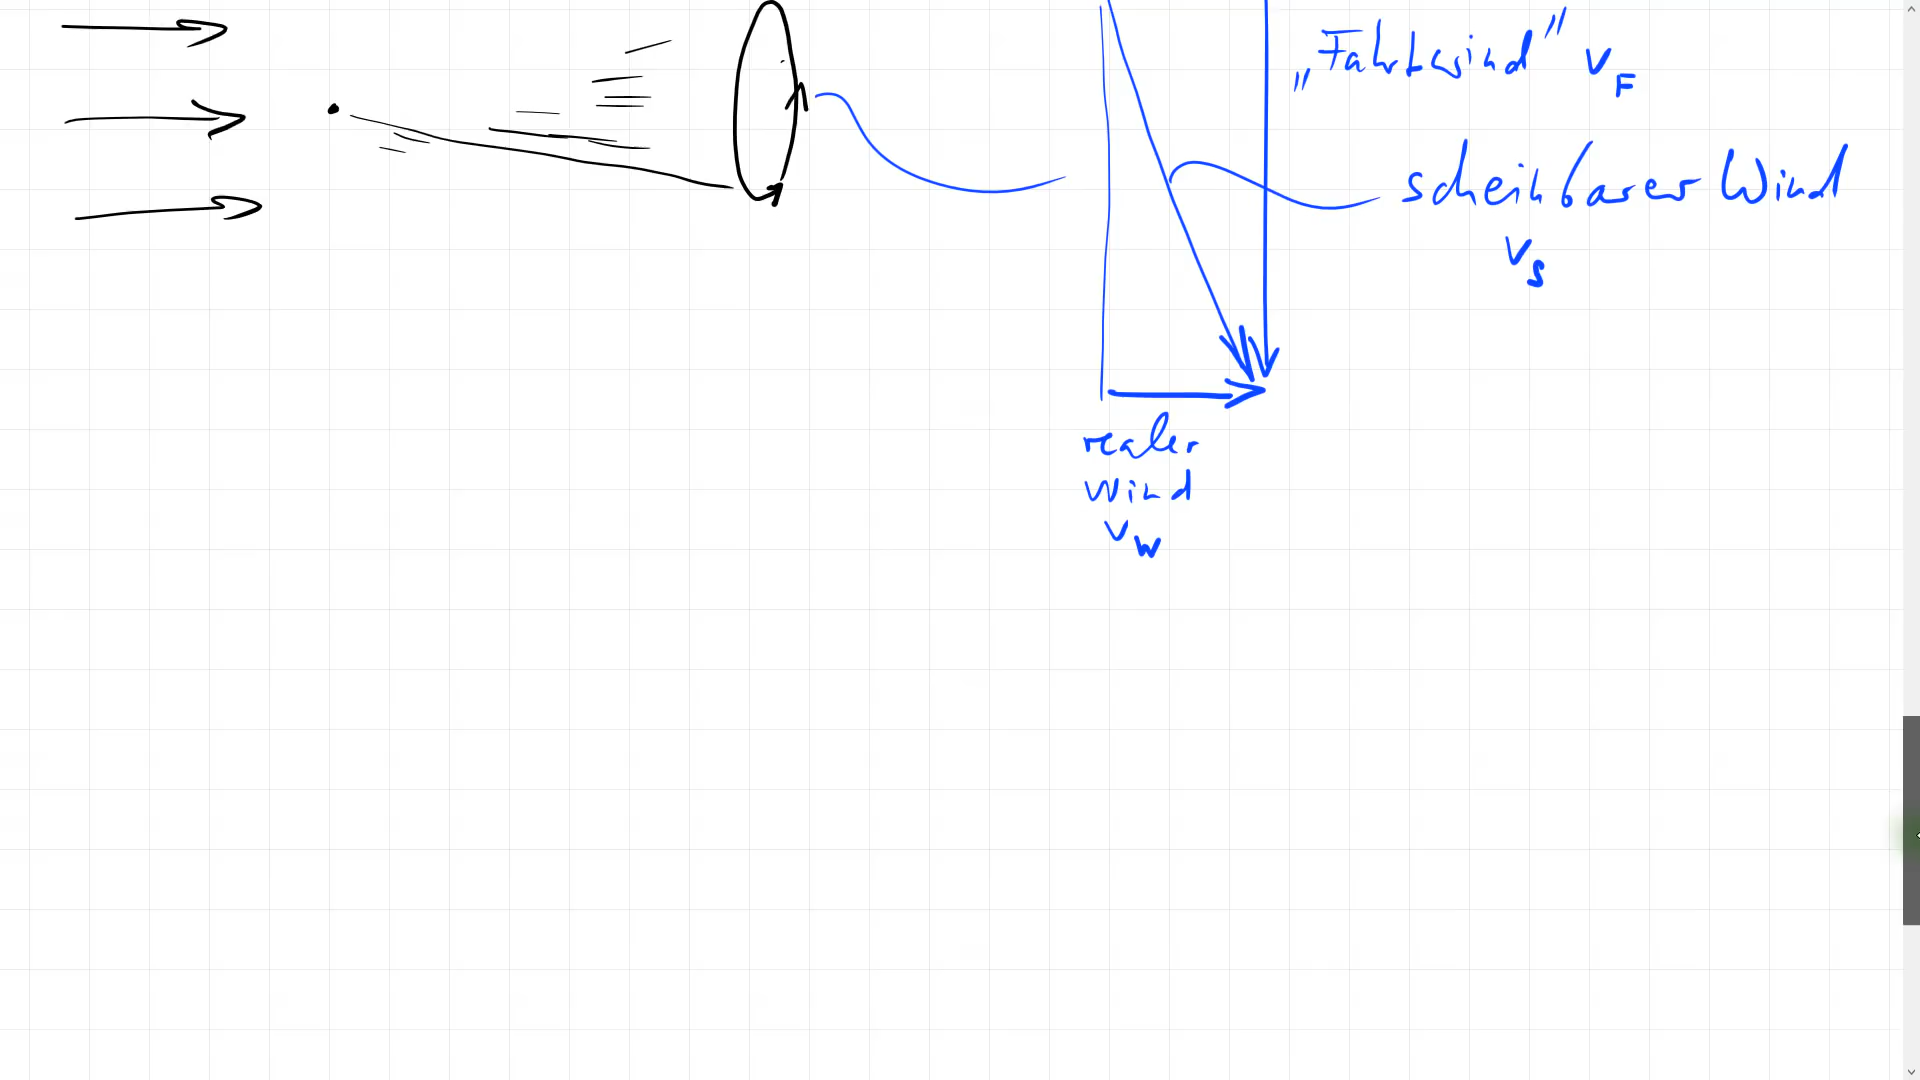 „Fahrtwind” v_F
scheinbarer Wind
v_s
realer
Wind
v_w